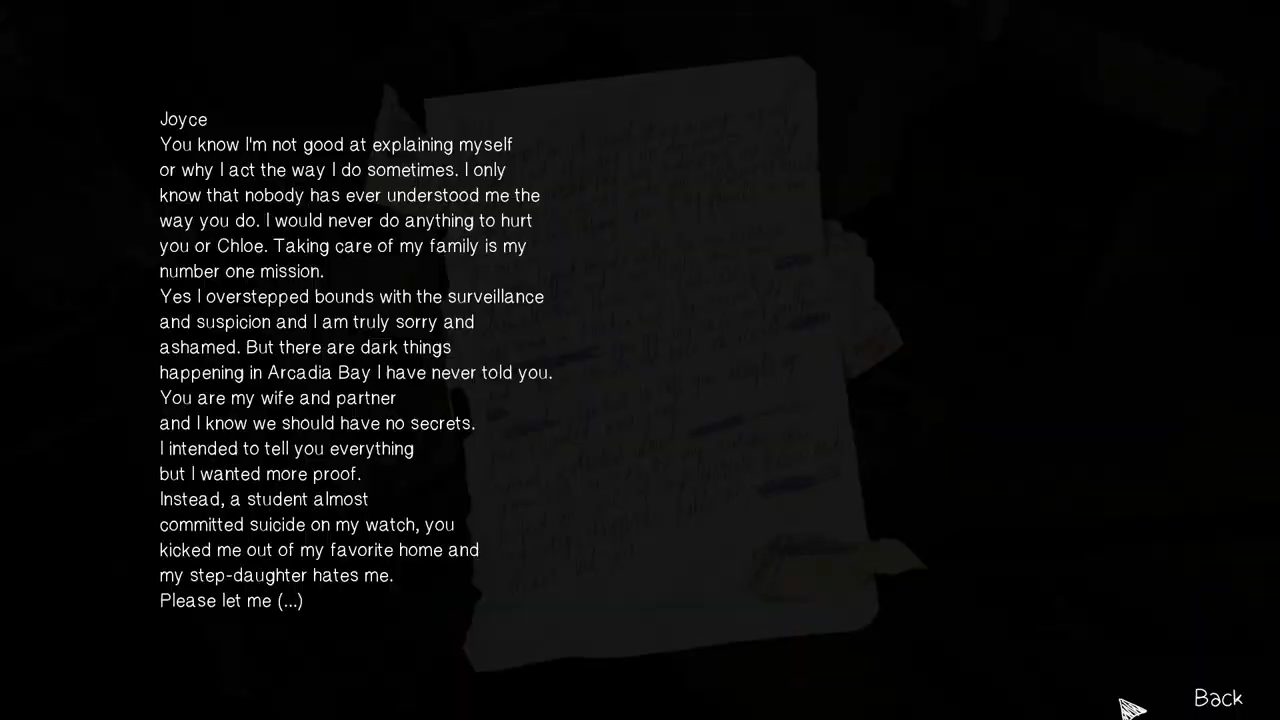 Joyce
You know I'm not good at explaining myself
or why I act the way I do sometimes. I only
know that nobody has ever understood me the
way you do. I would never do anything to hurt
you or Chloe. Taking care of my family is my
number one mission.
Yes I overstepped bounds with the surveillance
and suspicion and I am truly sorry and
ashamed. But there are dark things
happening in Arcadia Bay I have never told you.
You are my wife and partner
and I know we should have no secrets.
I intended to tell you everything
but I wanted more proof.
Instead, a student almost
committed suicide on my watch, you
kicked me out of my favorite home and
my step-daughter hates me.
Please let me (...)
Back